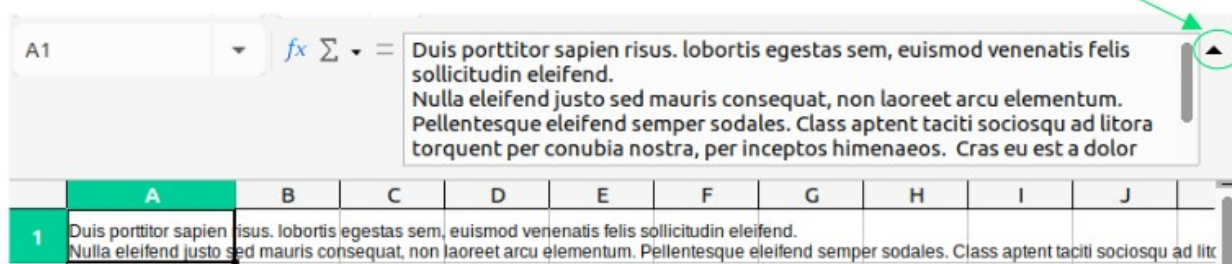 A1 fx Σ =
Duis porttitor sapien risus. lobortis egestas sem, euismod venenatis felis
sollicitudin eleifend.
Nulla eleifend justo sed mauris consequat, non laoreet arcu elementum.
Pellentesque eleifend semper sodales. Class aptent taciti sociosqu ad litora
torquent per conubia nostra, per inceptos himenaeos.  Cras eu est a dolor
A B C D E F G H I J
1
Duis porttitor sapien risus. lobortis egestas sem, euismod venenatis felis sollicitudin eleifend.
Nulla eleifend justo sed mauris consequat, non laoreet arcu elementum. Pellentesque eleifend semper sodales. Class aptent taciti sociosqu ad